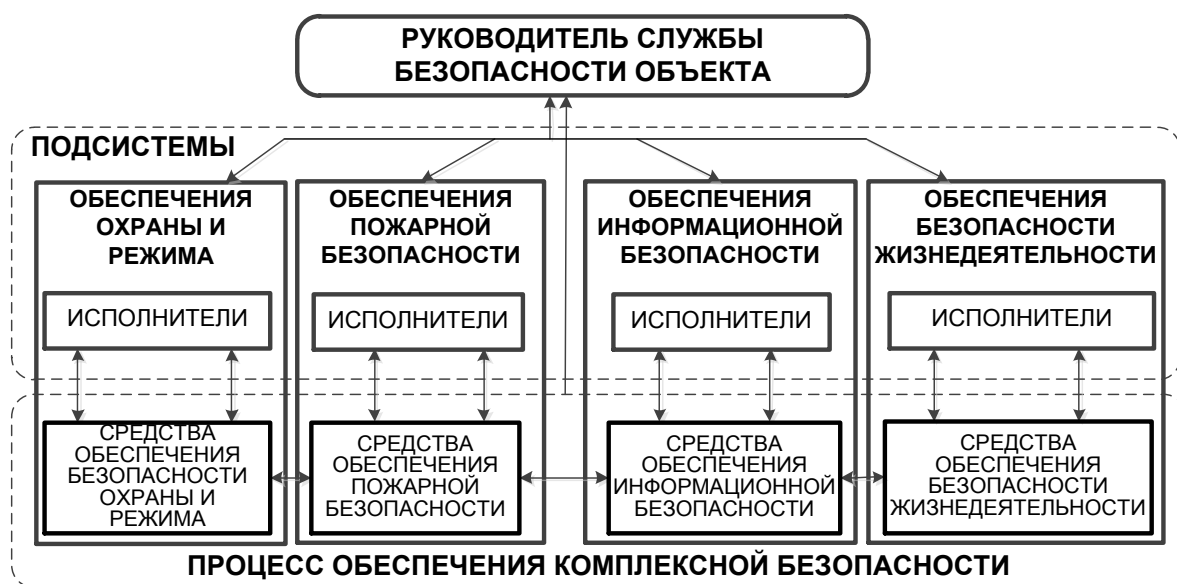 РУКОВОДИТЕЛЬ СЛУЖБЫ
БЕЗОПАСНОСТИ ОБЪЕКТА
ПОДСИСТЕМЫ
ОБЕСПЕЧЕНИЯ
ОХРАНЫ И
РЕЖИМА
ИСПОЛНИТЕЛИ
СРЕДСТВА
ОБЕСПЕЧЕНИЯ
БЕЗОПАСНОСТИ
ОХРАНЫ И
РЕЖИМА
ОБЕСПЕЧЕНИЯ
ПОЖАРНОЙ
БЕЗОПАСНОСТИ
ИСПОЛНИТЕЛИ
СРЕДСТВА
ОБЕСПЕЧЕНИЯ
ПОЖАРНОЙ
БЕЗОПАСНОСТИ
ОБЕСПЕЧЕНИЯ
ИНФОРМАЦИОННОЙ
БЕЗОПАСНОСТИ
ИСПОЛНИТЕЛИ
СРЕДСТВА
ОБЕСПЕЧЕНИЯ
ИНФОРМАЦИОННОЙ
БЕЗОПАСНОСТИ
ОБЕСПЕЧЕНИЯ
БЕЗОПАСНОСТИ
ЖИЗНЕДЕЯТЕЛЬНОСТИ
ИСПОЛНИТЕЛИ
СРЕДСТВА
ОБЕСПЕЧЕНИЯ
БЕЗОПАСНОСТИ
ЖИЗНЕДЕЯТЕЛЬНОСТИ
ПРОЦЕСС ОБЕСПЕЧЕНИЯ КОМПЛЕКСНОЙ БЕЗОПАСНОСТИ